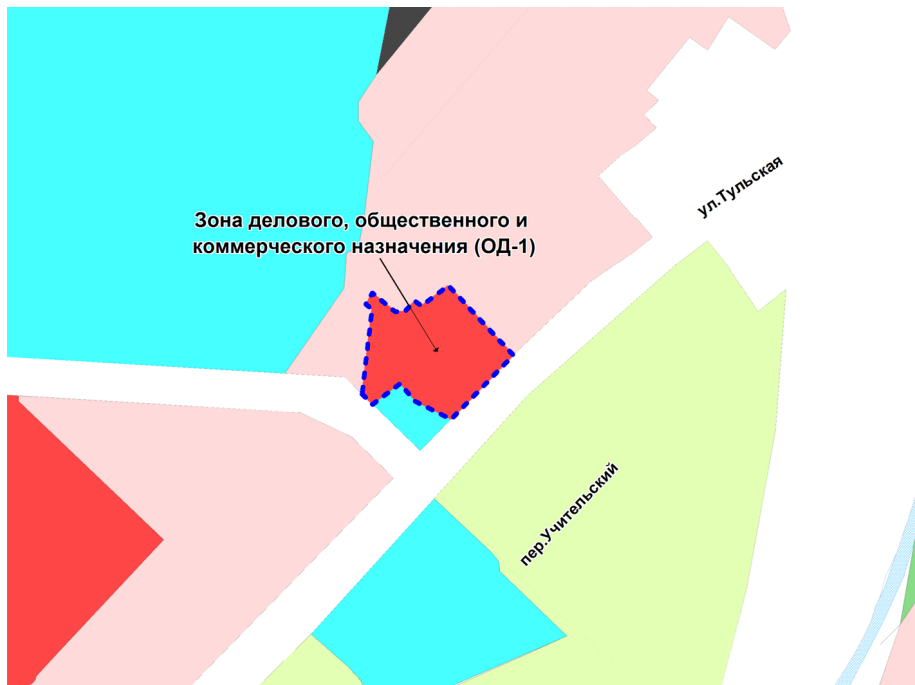 ул.Тульская
Зона делового, общественного и
коммерческого назначения (ОД-1)
пер.Учительский